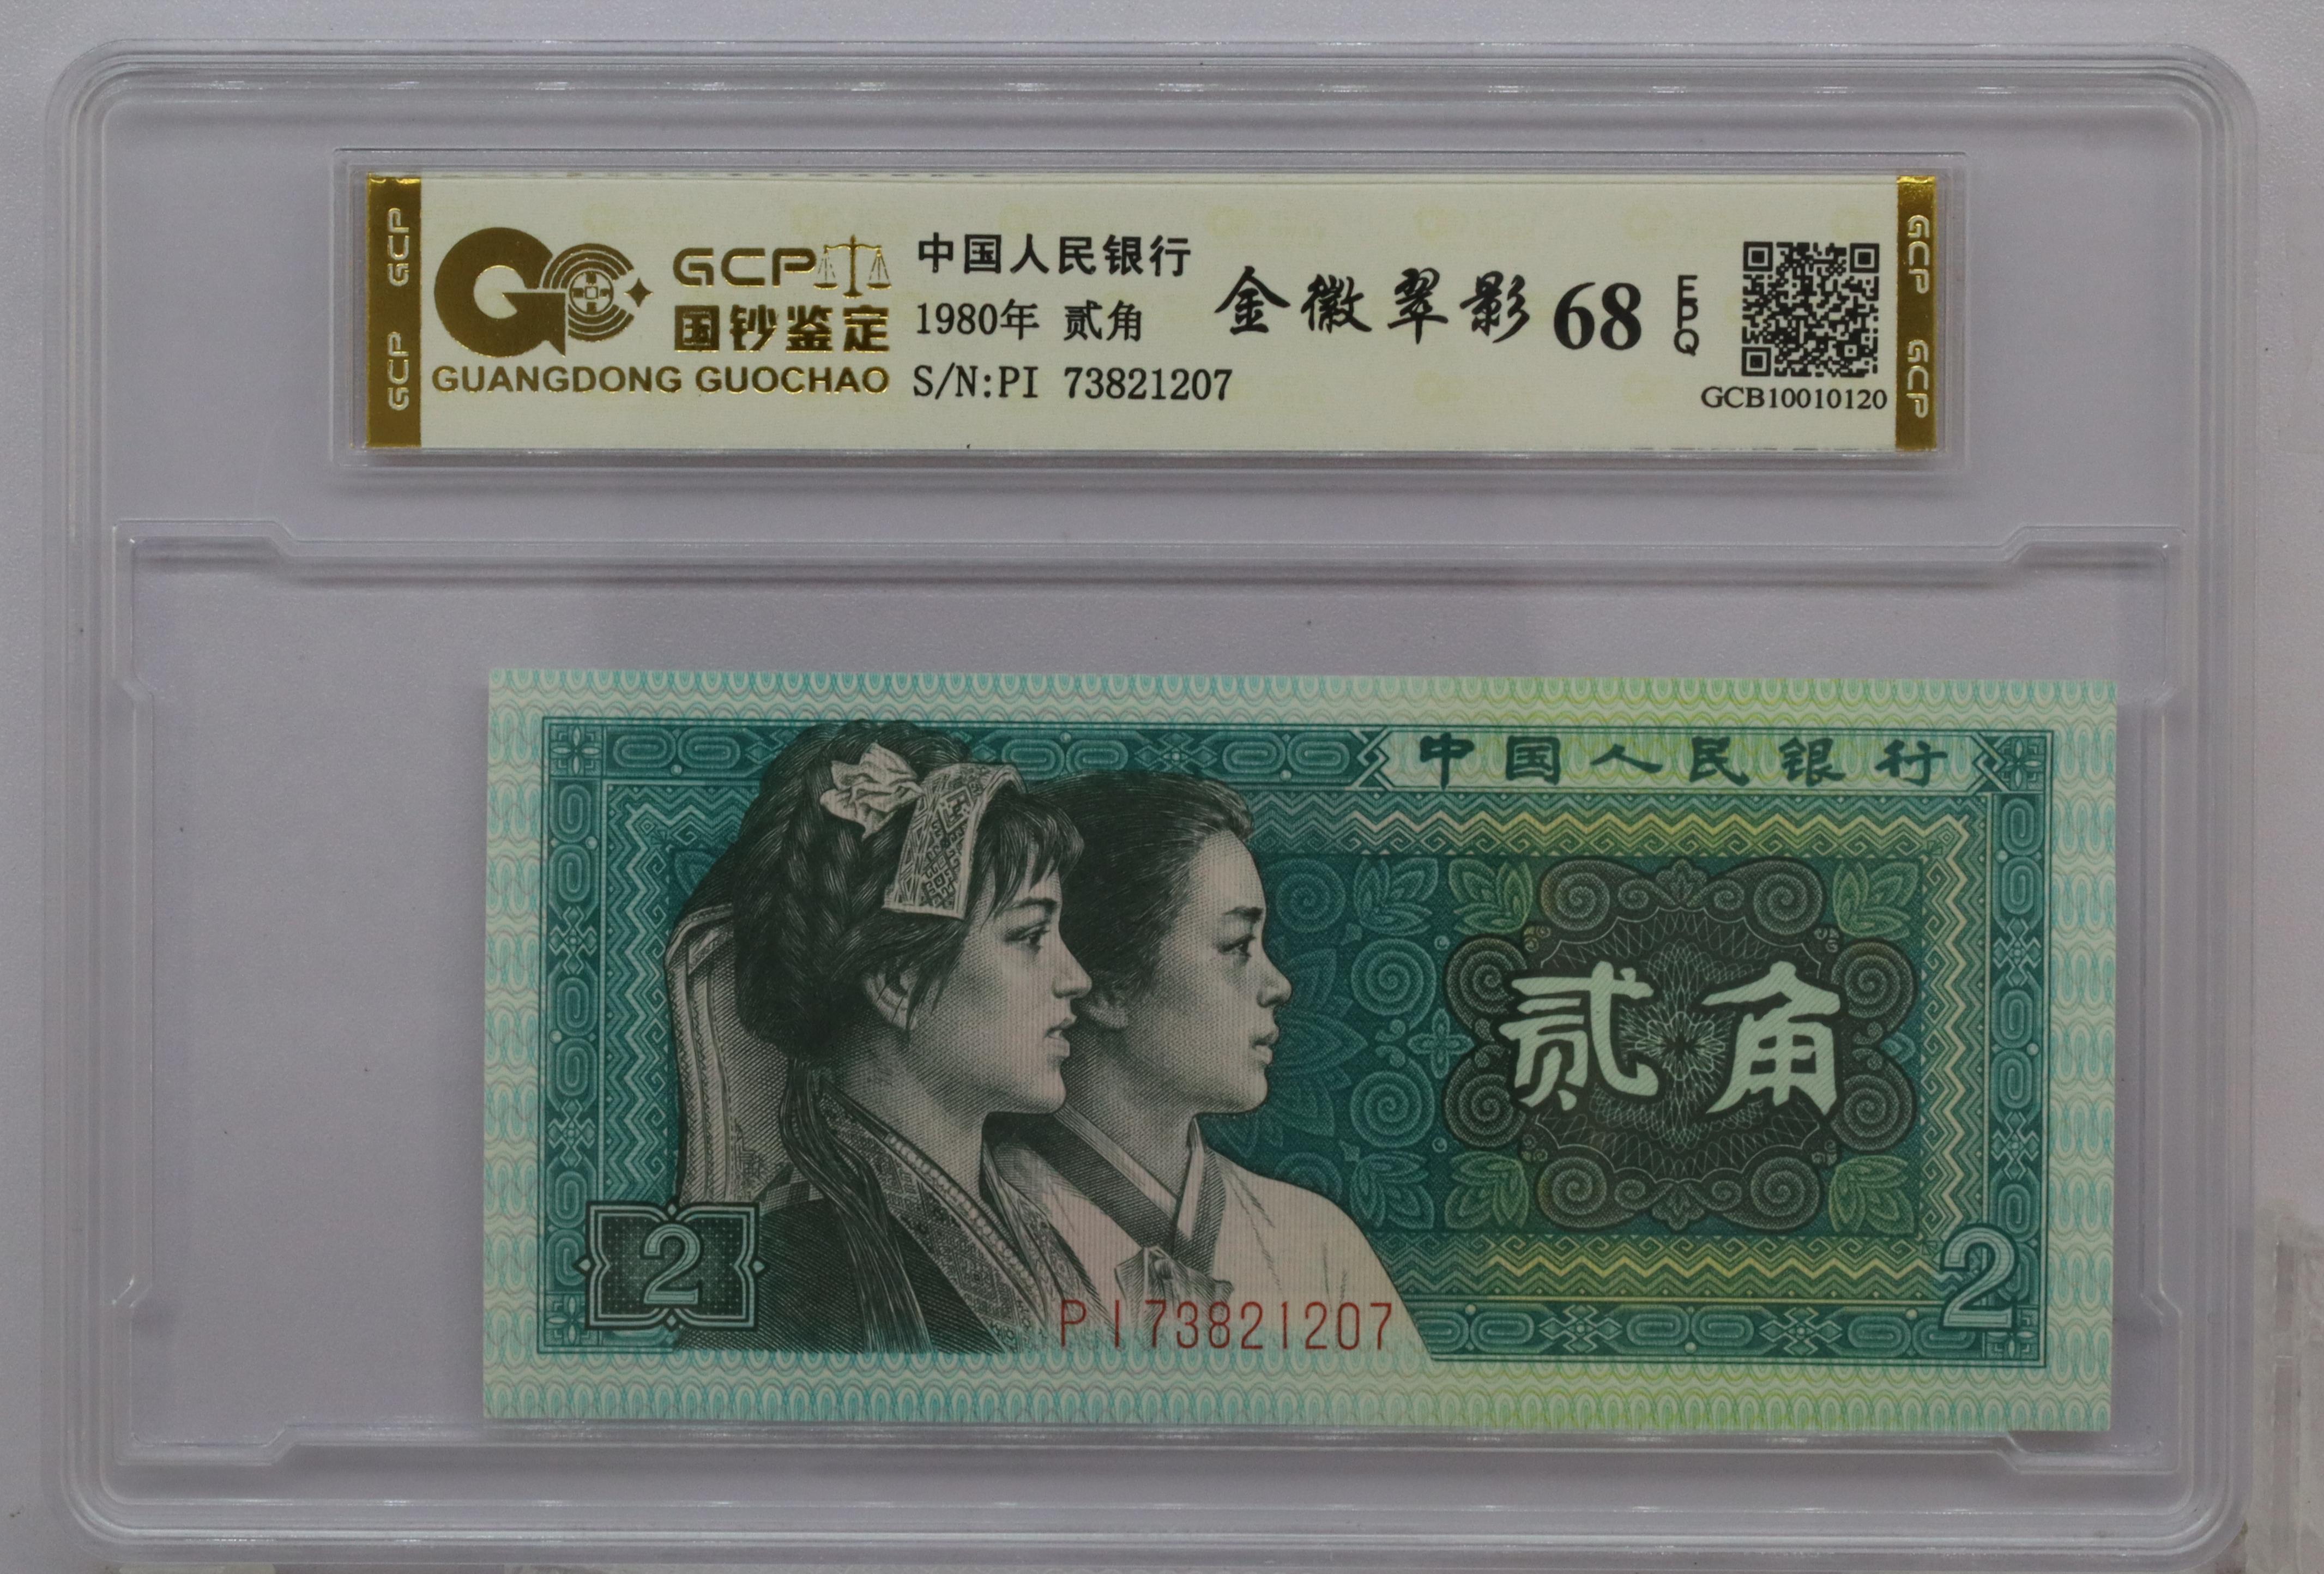 GCP GCP
GCP
国钞鉴定
GUANGDONG GUOCHAO
中国人民银行
1980年 贰角
S/N:PI 73821207
金徽翠影 68 EPQ
GCB10010120
GCP GCP
中国人民银行
贰角
2
2
PI73821207